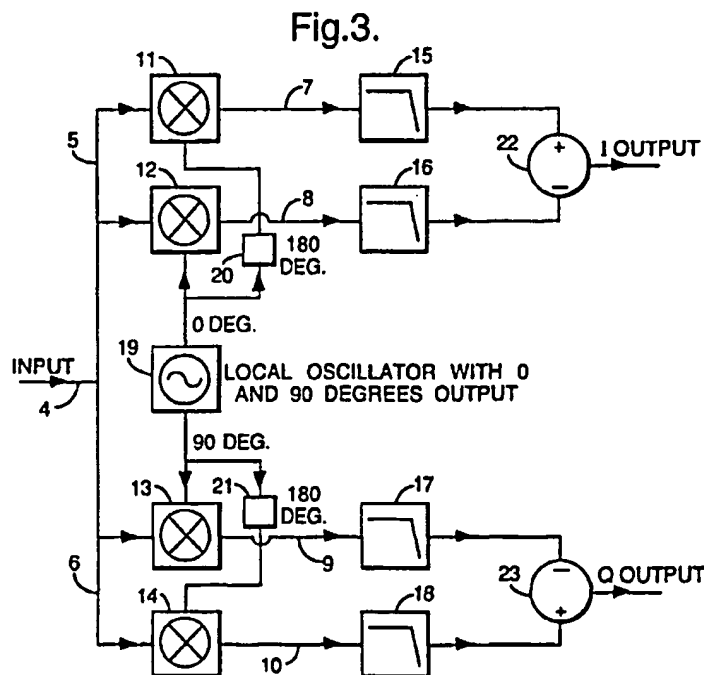 Fig.3.
11
15
7
5
22
+
−
I OUTPUT
12
16
8
20
180
DEG.
0 DEG.
INPUT
4
19
LOCAL OSCILLATOR WITH 0
AND 90 DEGREES OUTPUT
90 DEG.
13
21
180
DEG.
17
9
6
23
−
+
Q OUTPUT
14
18
10